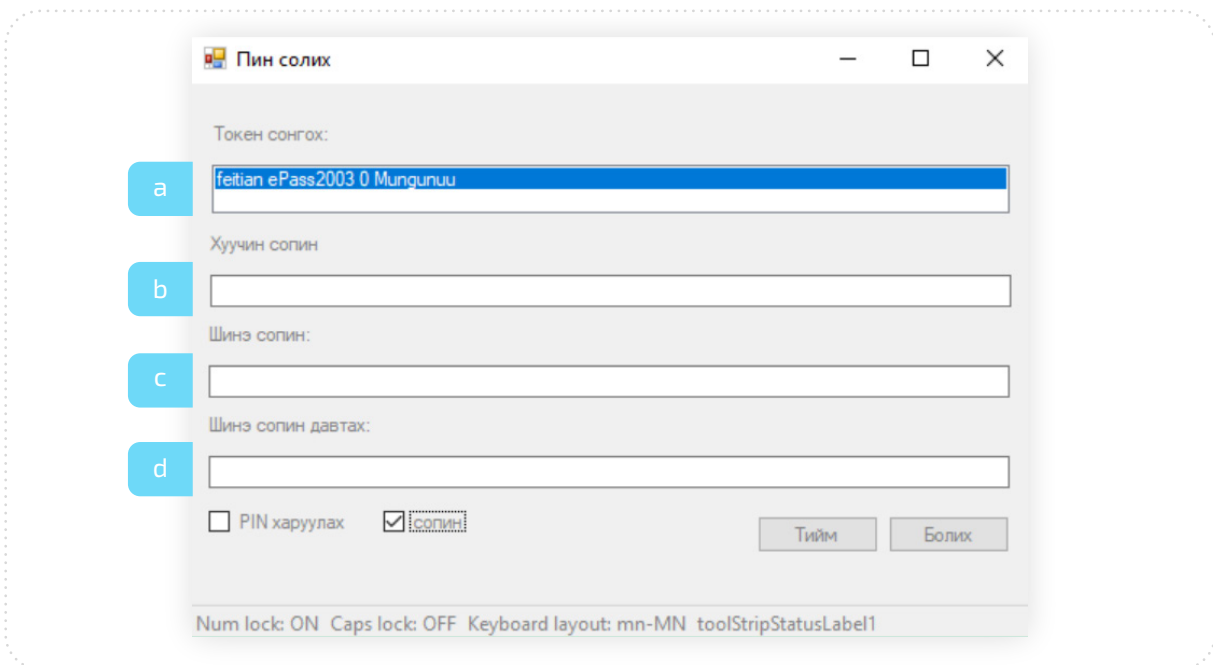 Пин солих
Токен сонгох:
a
feitian ePass2003 0 Mungunuu
Хуучин сопин
b
Шинэ сопин:
c
Шинэ сопин давтах:
d
PIN харуулах сопин
Тийм Болих
Num lock: ON Caps lock: OFF Keyboard layout: mn-MN toolStripStatusLabel1